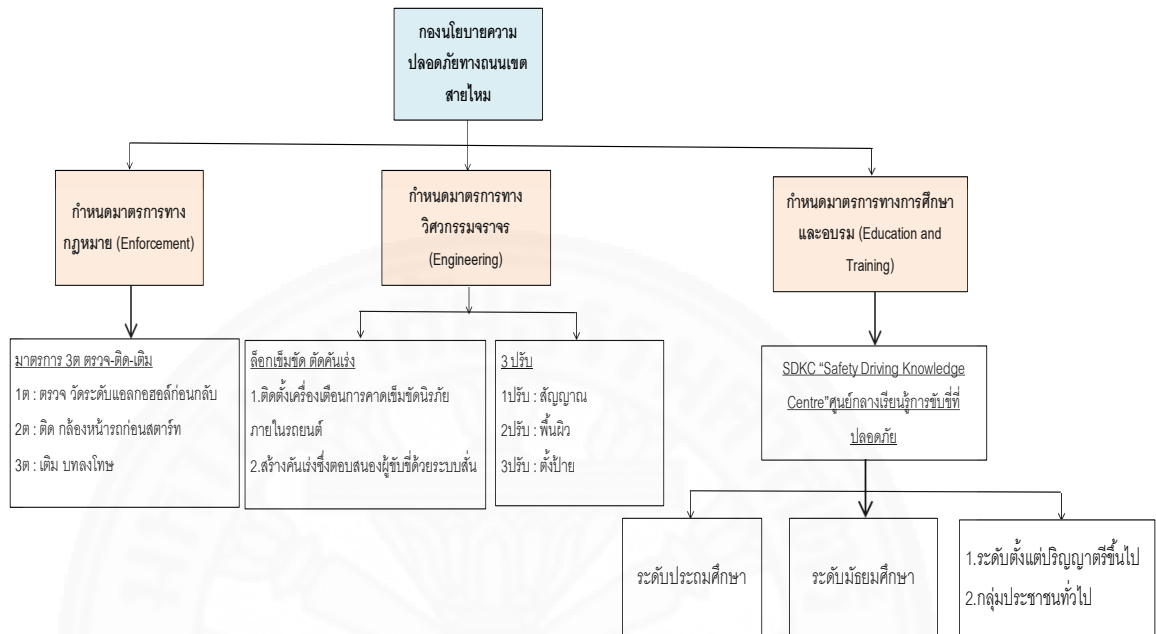 กองนโยบายความ
ปลอดภัยทางถนนเขต
สายไหม
กำหนดมาตรการทาง
กฎหมาย (Enforcement)
กำหนดมาตรการทาง
วิศวกรรมจราจร
(Engineering)
กำหนดมาตรการทางการศึกษา
และอบรม (Education and
Training)
มาตรการ 3ต ตรวจ-ติด-เติม
1ต : ตรวจ วัดระดับแอลกอฮอล์ก่อนกลับ
2ต : ติด กล้องหน้ารถก่อนสตาร์ท
3ต : เติม บทลงโทษ
ล็อกเข็มขัด ตัดคันเร่ง
1.ติดตั้งเครื่องเตือนการคาดเข็มขัดนิรภัย
ภายในรถยนต์
2.สร้างคันเร่งซึ่งตอบสนองผู้ขับขี่ด้วยระบบสั่น
3 ปรับ
1ปรับ : สัญญาณ
2ปรับ : พื้นผิว
3ปรับ : ตั้งป้าย
SDKC “Safety Driving Knowledge
Centre”ศูนย์กลางเรียนรู้การขับขี่ที่
ปลอดภัย
ระดับประถมศึกษา
ระดับมัธยมศึกษา
1.ระดับตั้งแต่ปริญญาตรีขึ้นไป
2.กลุ่มประชาชนทั่วไป